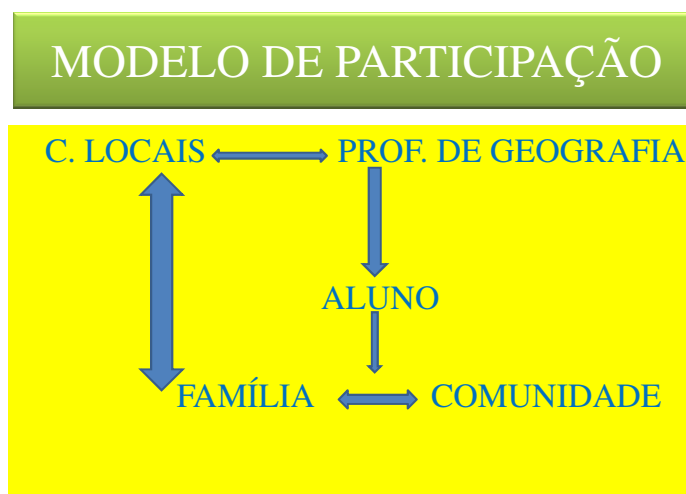 MODELO DE PARTICIPAÇÃO
C. LOCAIS PROF. DE GEOGRAFIA
ALUNO
FAMÍLIA COMUNIDADE